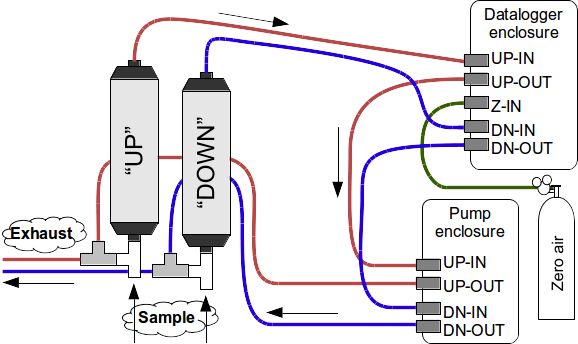 Datalogger
enclosure
UP-IN
UP-OUT
Z-IN
DN-IN
DN-OUT
“UP”
“DOWN”
Exhaust
Sample
Pump
enclosure
UP-IN
UP-OUT
DN-IN
DN-OUT
Zero air